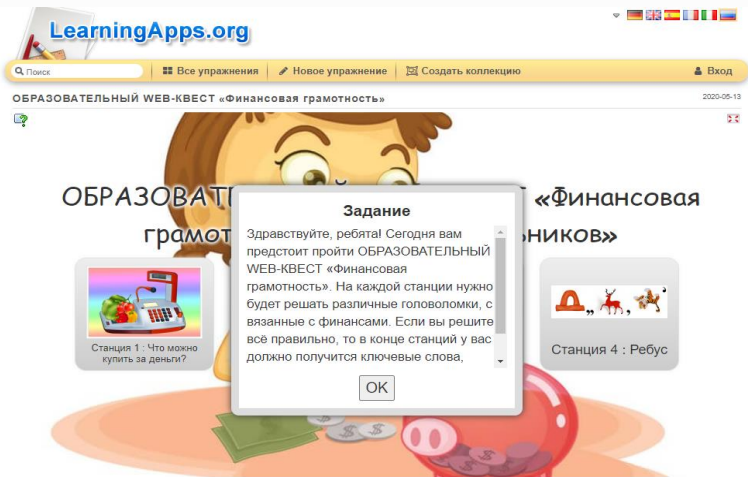 LearningApps.org
Поиск
Все упражнения
Новое упражнение
Создать коллекцию
Вход
ОБРАЗОВАТЕЛЬНЫЙ WEB-КВЕСТ «Финансовая грамотность»
2020-05-13
ОБРАЗОВАТЕ «Финансовая
грамот ников»
Задание
Здравствуйте, ребята! Сегодня вам
предстоит пройти ОБРАЗОВАТЕЛЬНЫЙ
WEB-КВЕСТ «Финансовая
грамотность». На каждой станции нужно
будет решать различные головоломки, с
вязанные с финансами. Если вы решите
всё правильно, то в конце станций у вас
должно получится ключевые слова,
OK
Станция 1 : Что можно
купить за деньги?
Станция 4 : Ребус